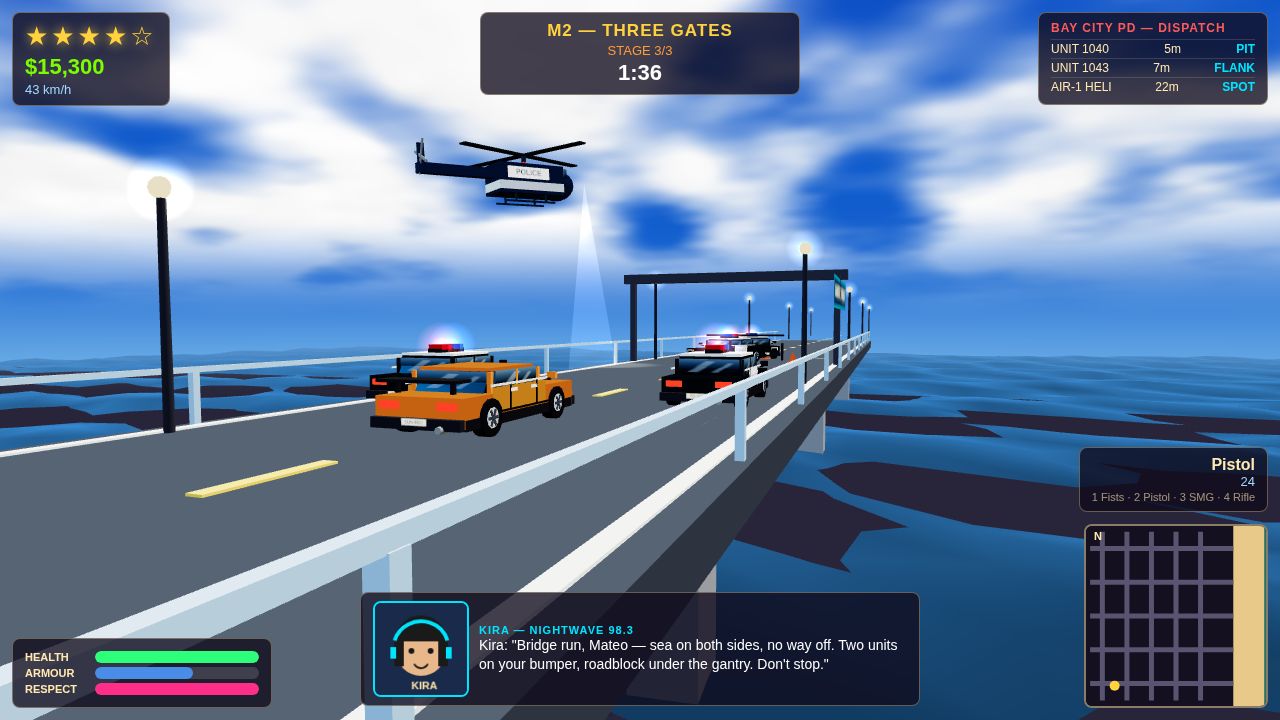 ★★★★☆
$15,300
43 km/h
M2 — THREE GATES
STAGE 3/3
1:36
BAY CITY PD — DISPATCH
UNIT 1040 5m PIT
UNIT 1043 7m FLANK
AIR-1 HELI 22m SPOT
POLICE
Pistol
24
1 Fists · 2 Pistol · 3 SMG · 4 Rifle
N
KIRA — NIGHTWAVE 98.3
Kira: "Bridge run, Mateo — sea on both sides, no way off. Two units
on your bumper, roadblock under the gantry. Don't stop."
KIRA
HEALTH
ARMOUR
RESPECT